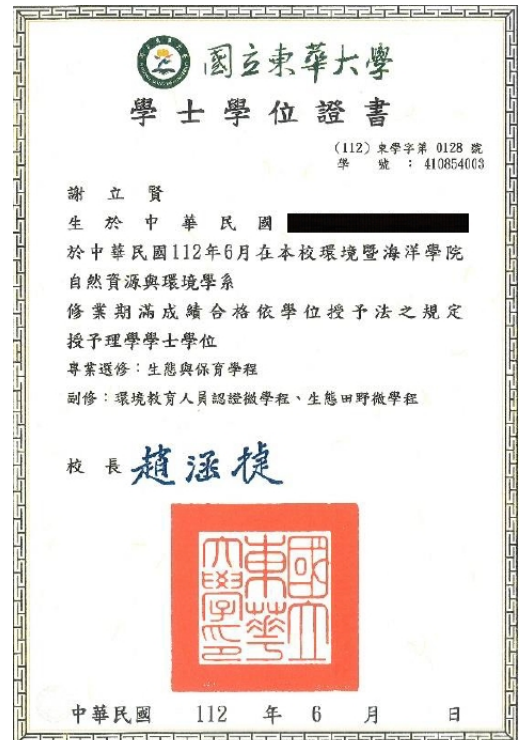 國立東華大學
學士學位證書
(112) 東學字第 0128 號
學號：410854003
謝立賢
生於中華民國
於中華民國112年6月在本校環境暨海洋學院
自然資源與環境學系
修業期滿成績合格依學位授予法之規定
授予理學學士學位
專業選修：生態與保育學程
副修：環境教育人員認證微學程、生態田野微學程
校長 趙涵捷
國立東華大學印
中華民國 112 年 6 月 日